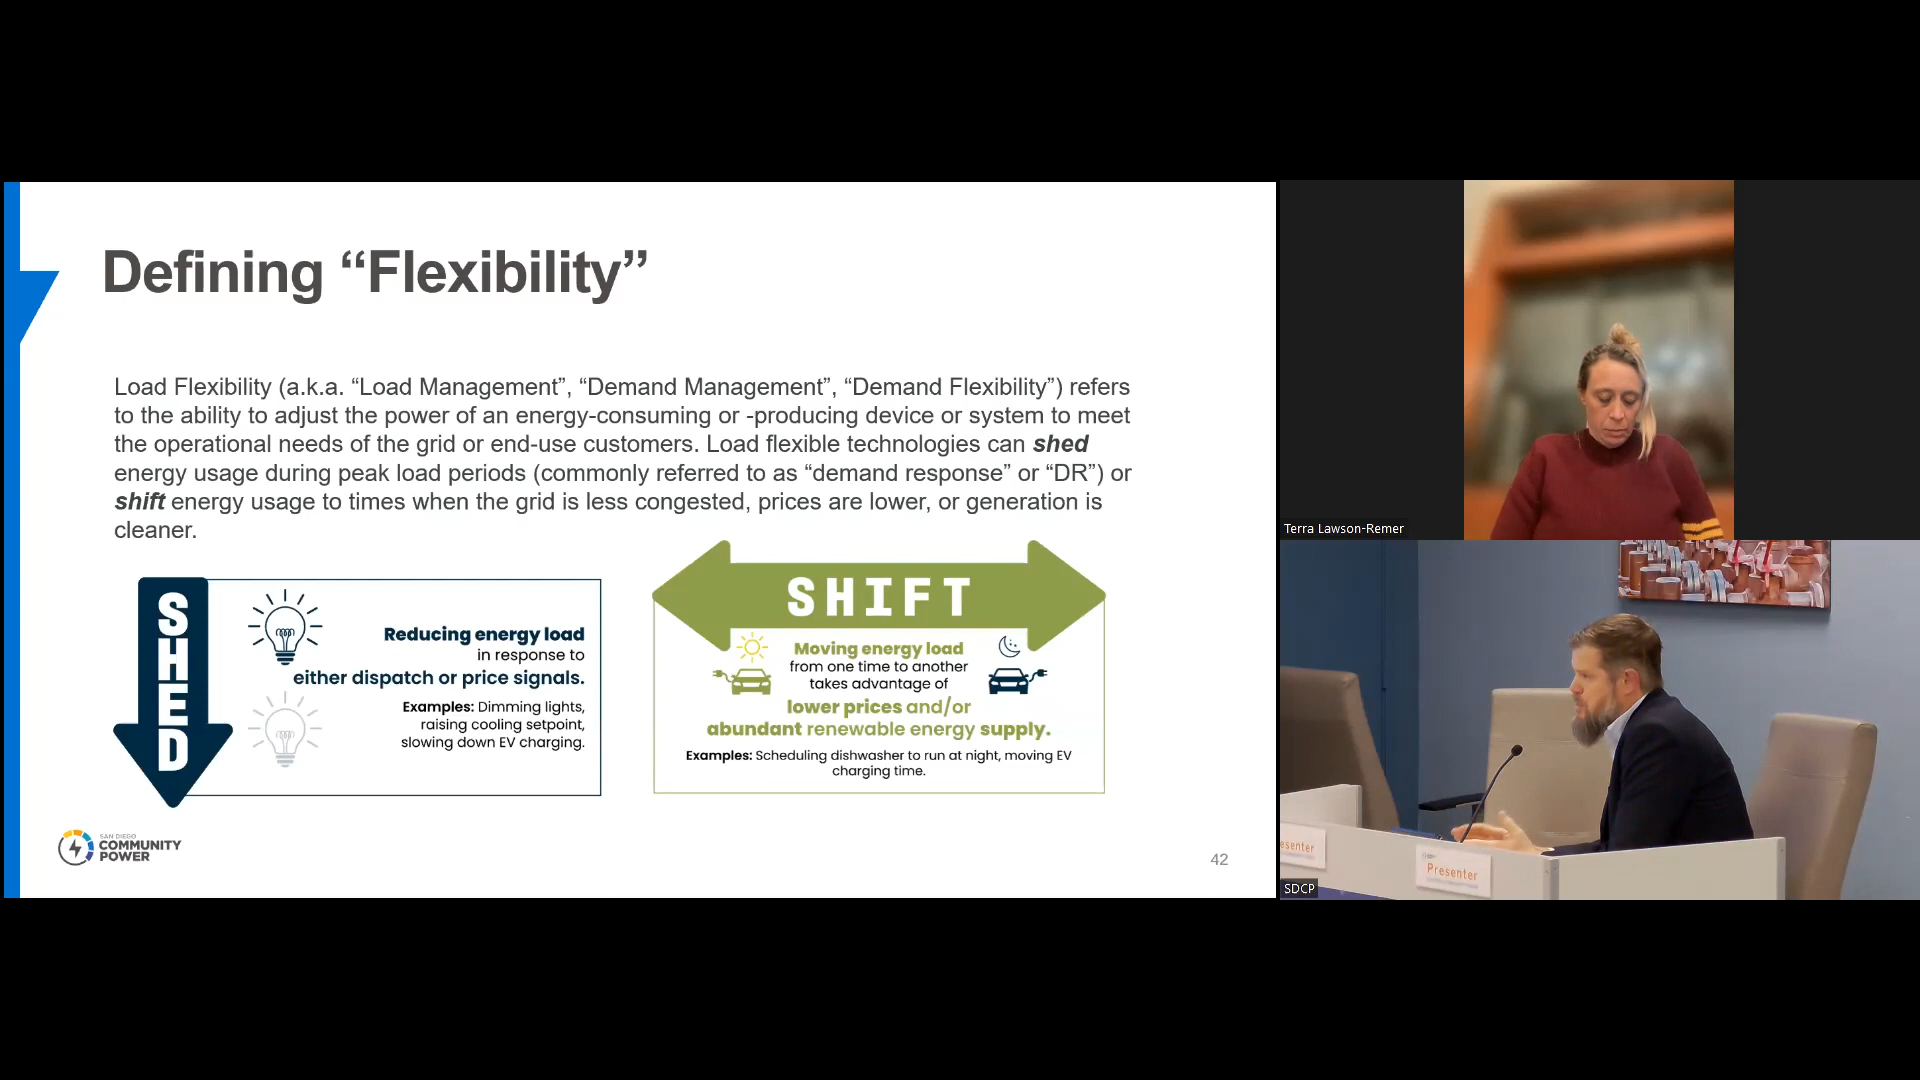 Defining “Flexibility”
Load Flexibility (a.k.a. “Load Management”, “Demand Management”, “Demand Flexibility”) refers
to the ability to adjust the power of an energy-consuming or -producing device or system to meet
the operational needs of the grid or end-use customers. Load flexible technologies can shed
energy usage during peak load periods (commonly referred to as “demand response” or “DR”) or
shift energy usage to times when the grid is less congested, prices are lower, or generation is
cleaner.
SHED
Reducing energy load
in response to
either dispatch or price signals.
Examples: Dimming lights,
raising cooling setpoint,
slowing down EV charging.
SHIFT
Moving energy load
from one time to another
takes advantage of
lower prices and/or
abundant renewable energy supply.
Examples: Scheduling dishwasher to run at night, moving EV
charging time.
SAN DIEGO
COMMUNITY
POWER
42
Terra Lawson-Remer
esenter
Presenter
SDCP